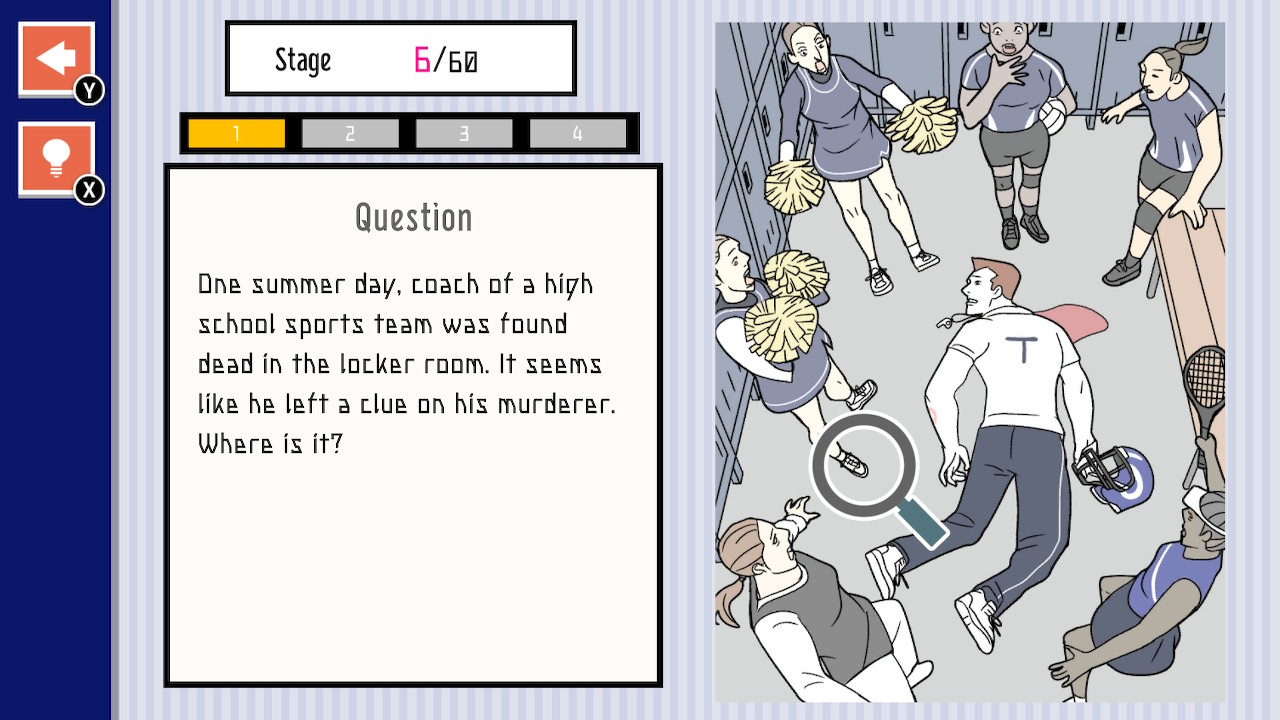 Y
X
Stage 6/60
1 2 3 4
Question
One summer day, coach of a high
school sports team was found
dead in the locker room. It seems
like he left a clue on his murderer.
Where is it?
T